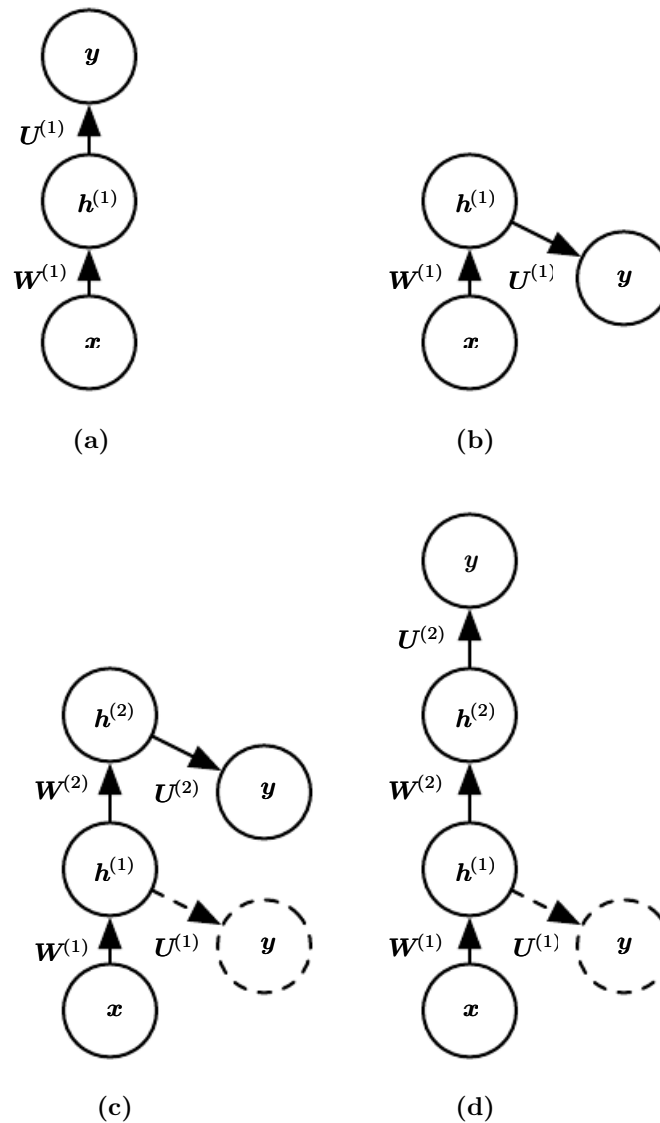 y
U^(1)
h^(1)
W^(1)
x
(a)
h^(1)
W^(1)
U^(1)
y
x
(b)
h^(2)
W^(2)
U^(2)
y
h^(1)
W^(1)
U^(1)
y
x
(c)
y
U^(2)
h^(2)
W^(2)
h^(1)
W^(1)
U^(1)
y
x
(d)